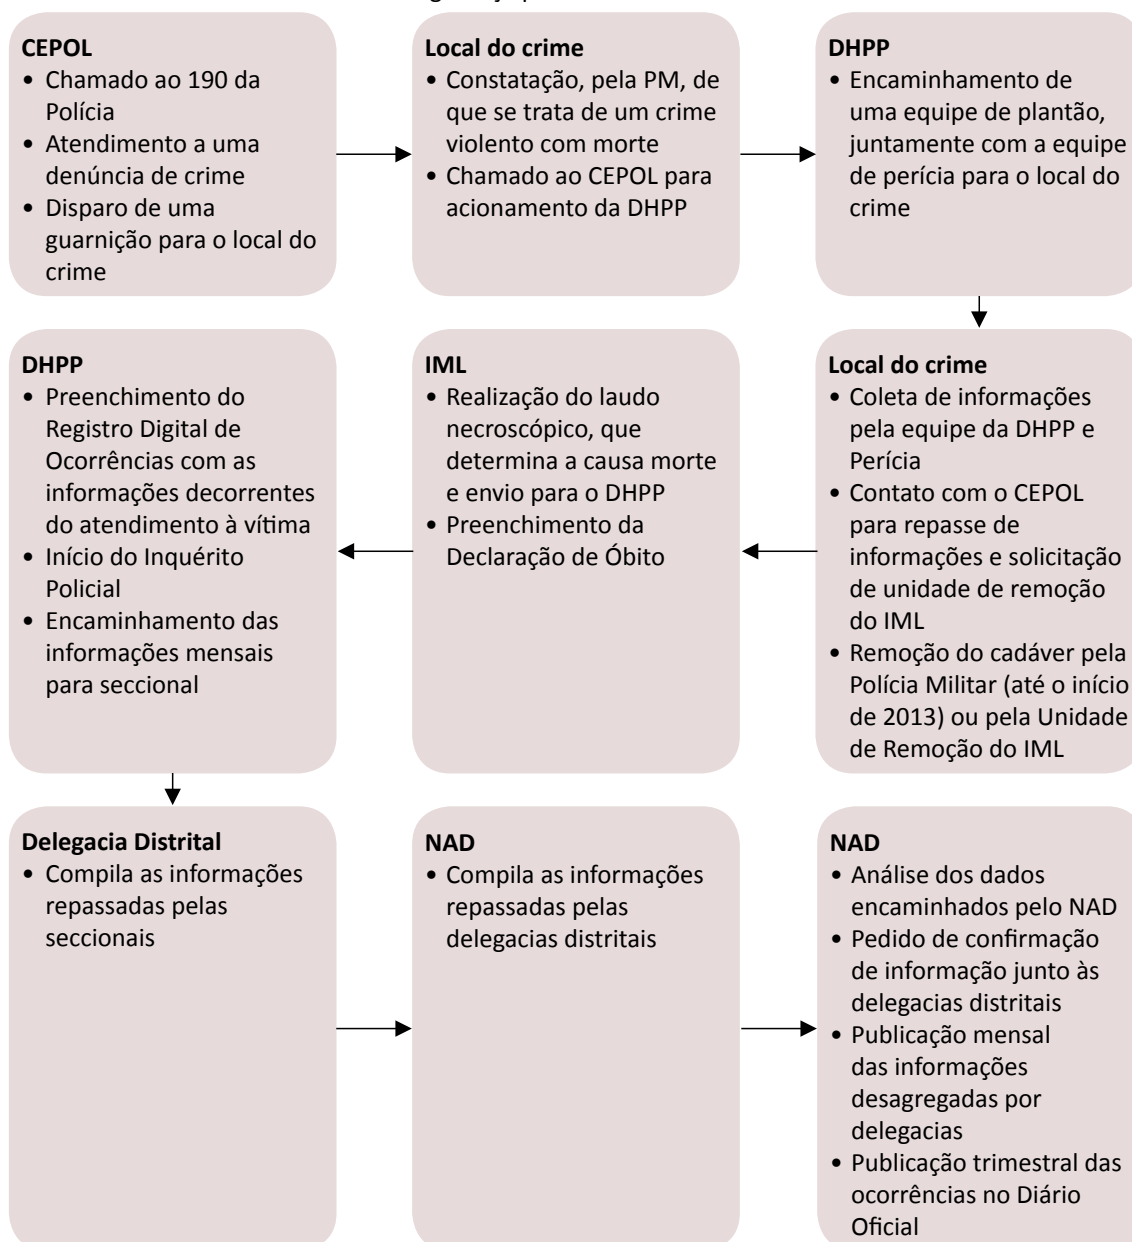 CEPOL
• Chamado ao 190 da
Polícia
• Atendimento a uma
denúncia de crime
• Disparo de uma
guarnição para o local do
crime
Local do crime
• Constatação, pela PM, de
que se trata de um crime
violento com morte
• Chamado ao CEPOL para
acionamento da DHPP
DHPP
• Encaminhamento de
uma equipe de plantão,
juntamente com a equipe
de perícia para o local do
crime
Local do crime
• Coleta de informações
pela equipe da DHPP e
Perícia
• Contato com o CEPOL
para repasse de
informações e solicitação
de unidade de remoção
do IML
• Remoção do cadáver pela
Polícia Militar (até o início
de 2013) ou pela Unidade
de Remoção do IML
IML
• Realização do laudo
necroscópico, que
determina a causa morte
e envio para o DHPP
• Preenchimento da
Declaração de Óbito
DHPP
• Preenchimento do
Registro Digital de
Ocorrências com as
informações decorrentes
do atendimento à vítima
• Início do Inquérito
Policial
• Encaminhamento das
informações mensais
para seccional
Delegacia Distrital
• Compila as informações
repassadas pelas
seccionais
NAD
• Compila as informações
repassadas pelas
delegacias distritais
NAD
• Análise dos dados
encaminhados pelo NAD
• Pedido de confirmação
de informação junto às
delegacias distritais
• Publicação mensal
das informações
desagregadas por
delegacias
• Publicação trimestral das
ocorrências no Diário
Oficial